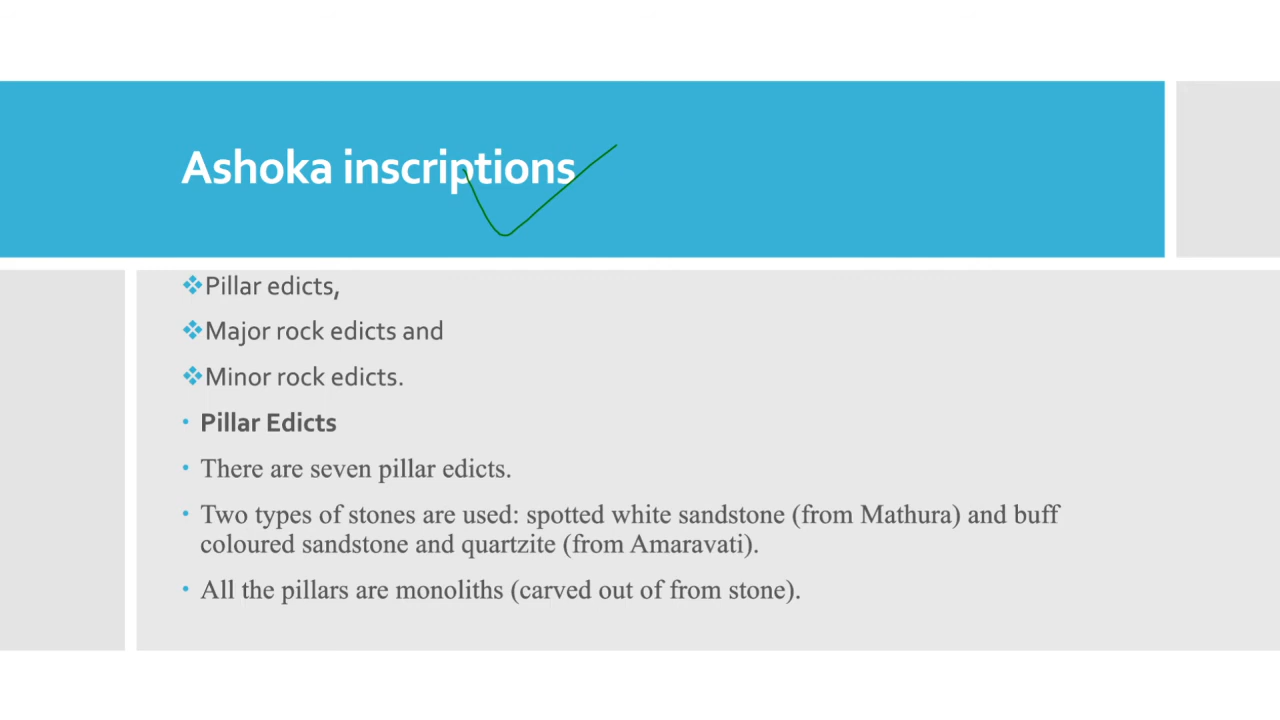 Ashoka inscriptions
❖Pillar edicts,
❖Major rock edicts and
❖Minor rock edicts.
• Pillar Edicts
• There are seven pillar edicts.
• Two types of stones are used: spotted white sandstone (from Mathura) and buff
coloured sandstone and quartzite (from Amaravati).
• All the pillars are monoliths (carved out of from stone).